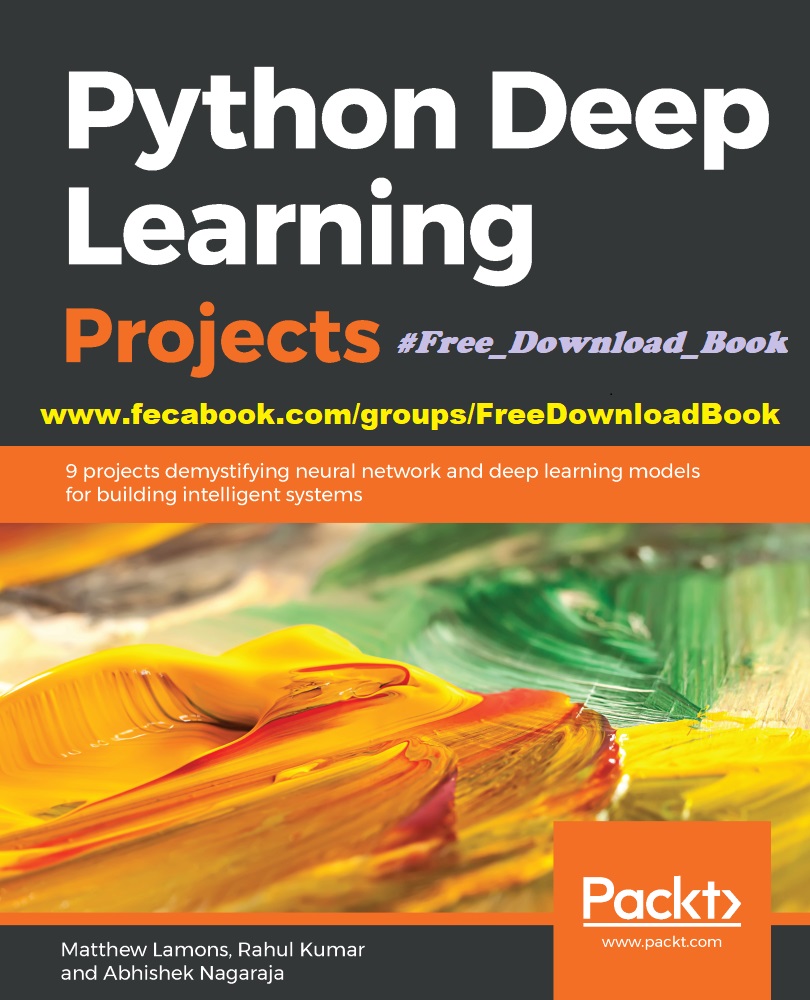 Python Deep
Learning
Projects #Free_Download_Book
www.fecabook.com/groups/FreeDownloadBook
9 projects demystifying neural network and deep learning models
for building intelligent systems
Packt>
www.packt.com
Matthew Lamons, Rahul Kumar
and Abhishek Nagaraja